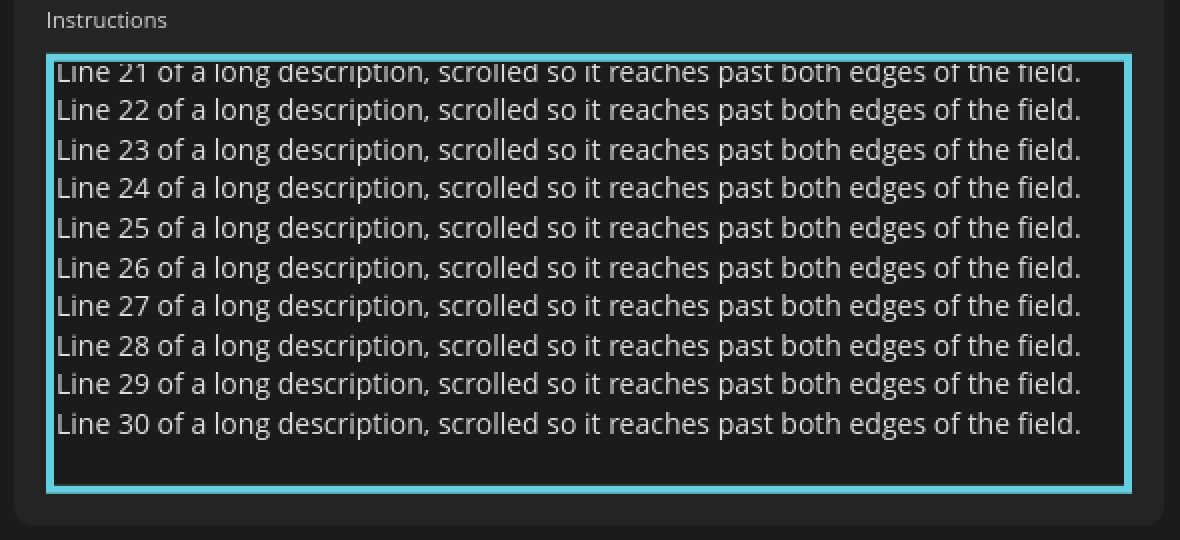 Instructions
Line 21 of a long description, scrolled so it reaches past both edges of the field.
Line 22 of a long description, scrolled so it reaches past both edges of the field.
Line 23 of a long description, scrolled so it reaches past both edges of the field.
Line 24 of a long description, scrolled so it reaches past both edges of the field.
Line 25 of a long description, scrolled so it reaches past both edges of the field.
Line 26 of a long description, scrolled so it reaches past both edges of the field.
Line 27 of a long description, scrolled so it reaches past both edges of the field.
Line 28 of a long description, scrolled so it reaches past both edges of the field.
Line 29 of a long description, scrolled so it reaches past both edges of the field.
Line 30 of a long description, scrolled so it reaches past both edges of the field.